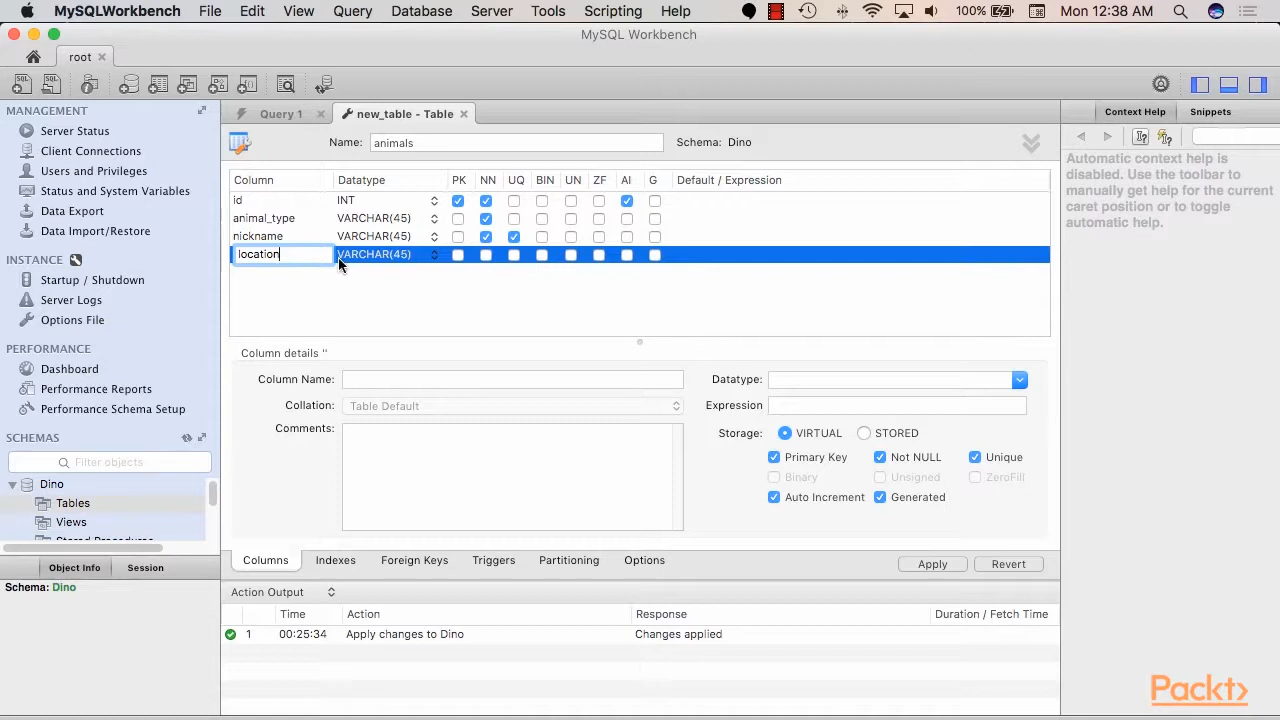 MySQLWorkbench File Edit View Query Database Server Tools Scripting Help 100% Mon 12:38 AM
MySQL Workbench
root
MANAGEMENT
Server Status
Client Connections
Users and Privileges
Status and System Variables
Data Export
Data Import/Restore
INSTANCE
Startup / Shutdown
Server Logs
Options File
PERFORMANCE
Dashboard
Performance Reports
Performance Schema Setup
SCHEMAS
Filter objects
Dino
Tables
Views
Stored Procedures
Object Info Session
Schema: Dino
Query 1 new_table - Table
Name: animals Schema: Dino
Column Datatype PK NN UQ BIN UN ZF AI G Default / Expression
id INT
animal_type VARCHAR(45)
nickname VARCHAR(45)
location VARCHAR(45)
Column details ''
Column Name: Datatype:
Collation: Table Default Expression
Comments: Storage: VIRTUAL STORED
Primary Key Not NULL Unique
Binary Unsigned ZeroFill
Auto Increment Generated
Columns Indexes Foreign Keys Triggers Partitioning Options Apply Revert
Action Output
Time Action Response Duration / Fetch Time
1 00:25:34 Apply changes to Dino Changes applied
Context Help Snippets
Automatic context help is
disabled. Use the toolbar to
manually get help for the current
caret position or to toggle
automatic help.
Packt>